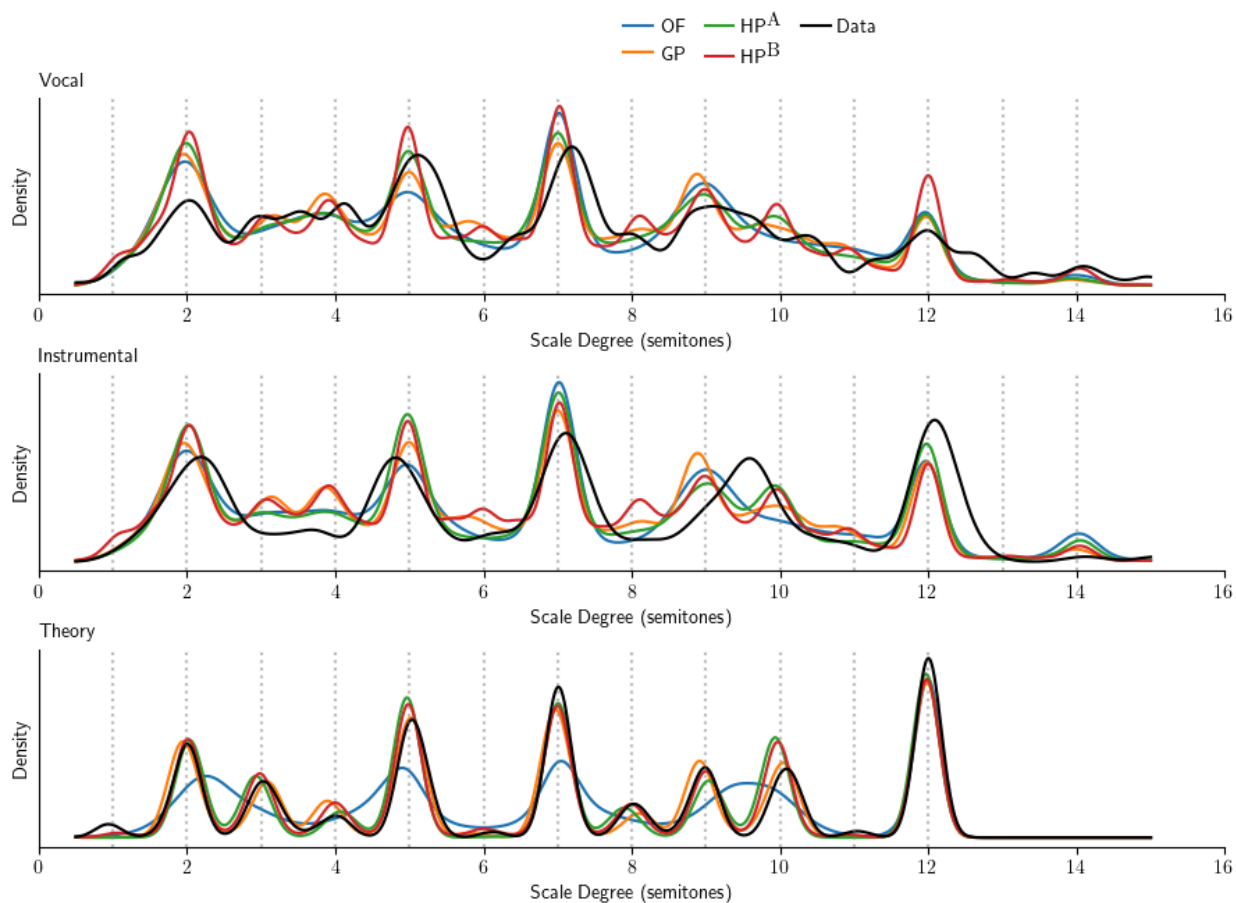 OF HPᴬ Data
GP HPᴮ
Vocal
Density
0 2 4 6 8 10 12 14 16
Scale Degree (semitones)
Instrumental
Density
0 2 4 6 8 10 12 14 16
Scale Degree (semitones)
Theory
Density
0 2 4 6 8 10 12 14 16
Scale Degree (semitones)